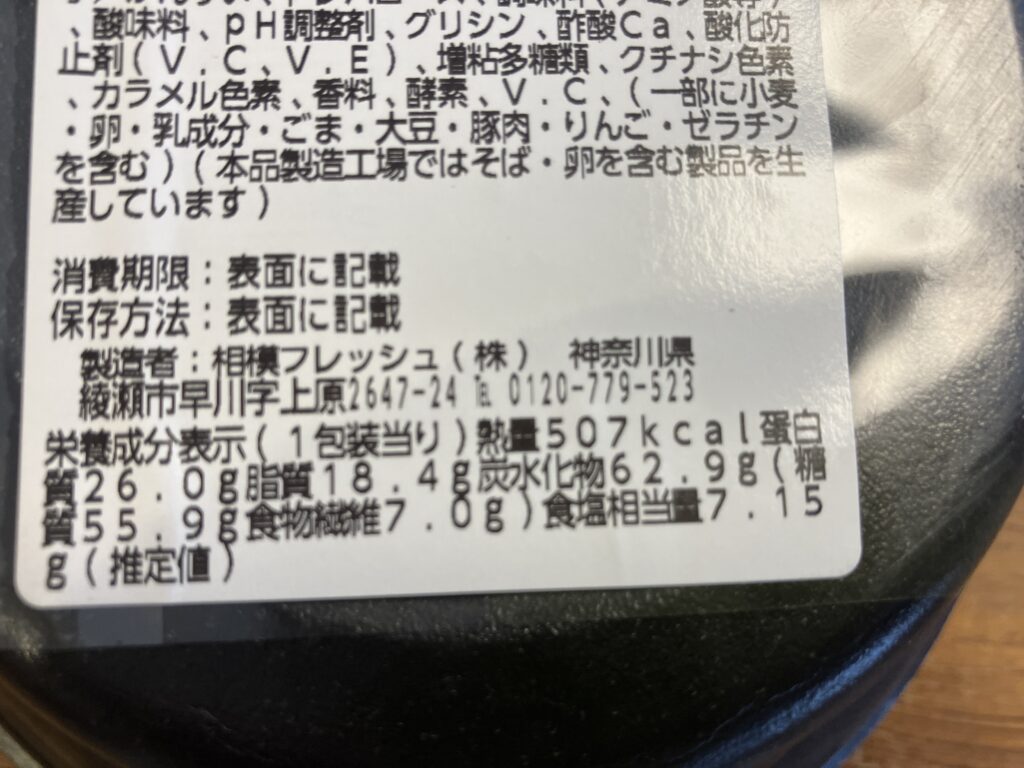 、酸味料、pH調整剤、グリシン、酢酸Ca、酸化防
止剤(V.C、V.E)、増粘多糖類、クチナシ色素
、カラメル色素、香料、酵素、V.C、(一部に小麦
・卵・乳成分・ごま・大豆・豚肉・りんご・ゼラチン
を含む)(本品製造工場ではそば・卵を含む製品を生
産しています)
消費期限:表面に記載
保存方法:表面に記載
製造者:相模フレッシュ(株) 神奈川県
綾瀬市早川字上原2647-24 ℡ 0120-779-523
栄養成分表示(1包装当り)熱量507kcal蛋白
質26.0g脂質18.4g炭水化物62.9g(糖
質55.9g食物繊維7.0g)食塩相当量7.15
g(推定値)